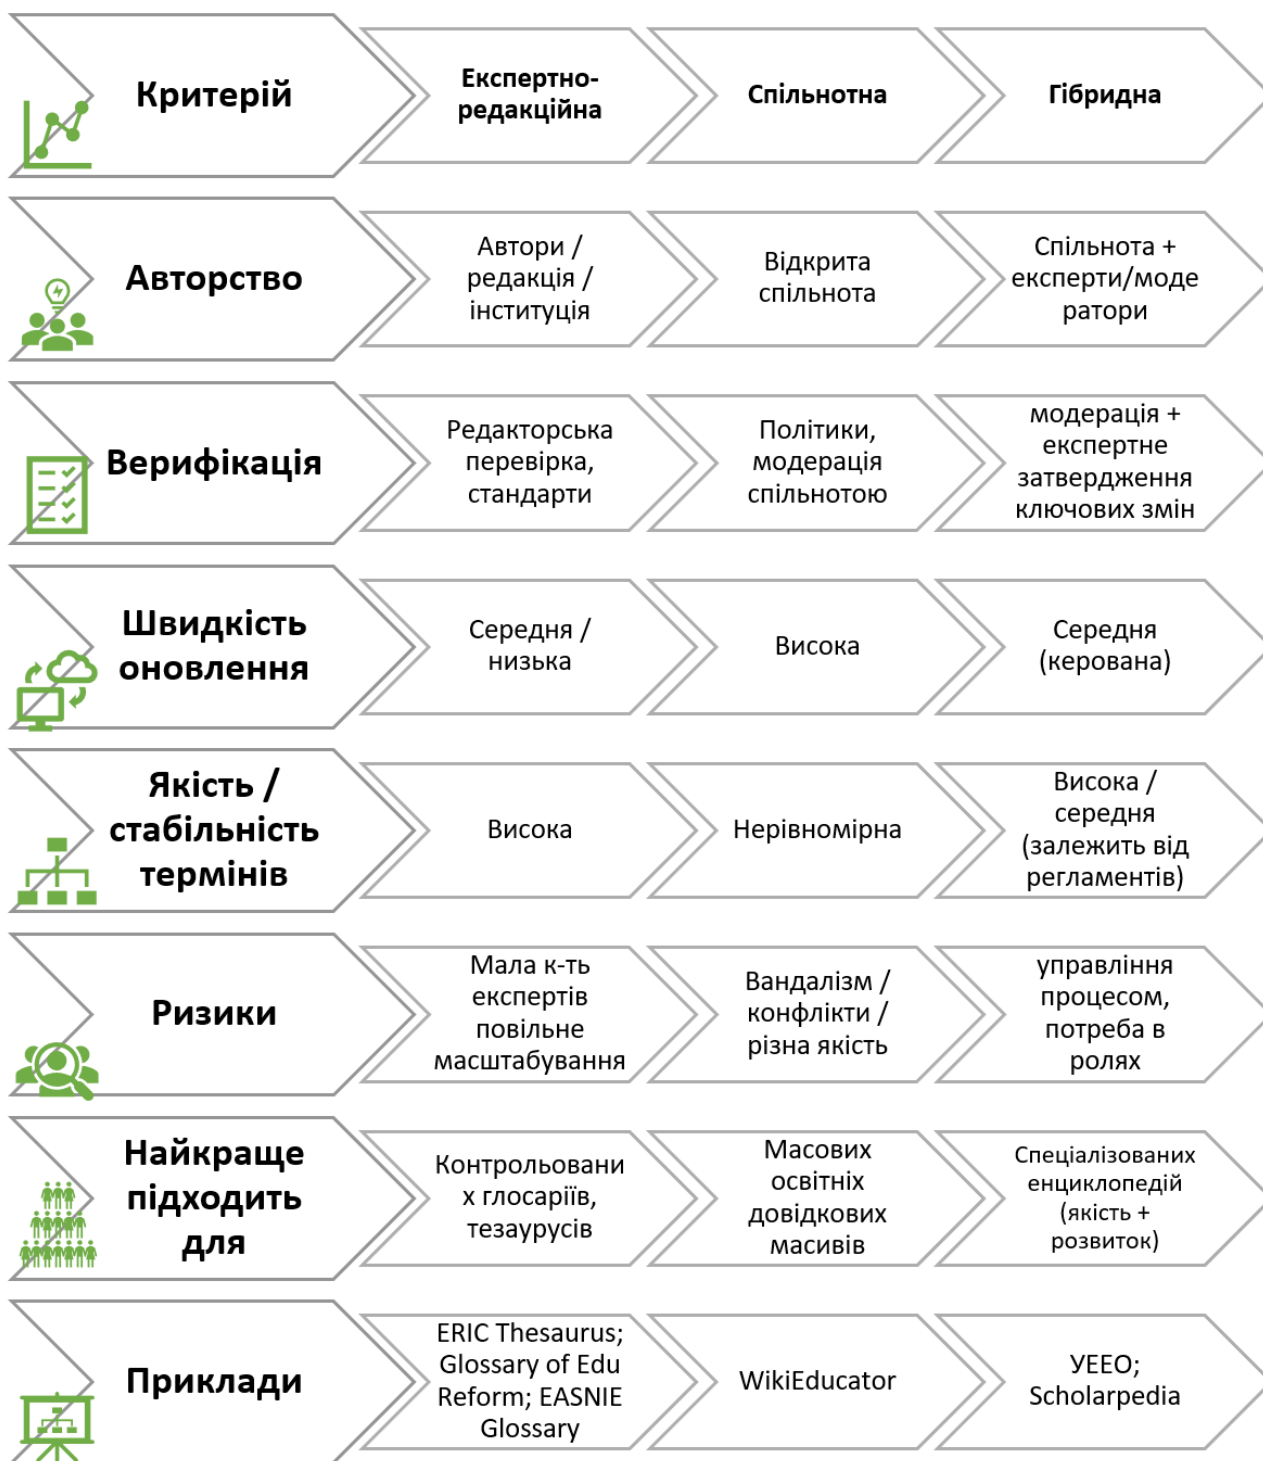 Критерій
Експертно-
редакційна
Спільнотна
Гібридна
Авторство
Автори /
редакція /
інституція
Відкрита
спільнота
Спільнота +
експерти/моде
ратори
Верифікація
Редакторська
перевірка,
стандарти
Політики,
модерація
спільнотою
модерація +
експертне
затвердження
ключових змін
Швидкість
оновлення
Середня /
низька
Висока
Середня
(керована)
Якість /
стабільність
термінів
Висока
Нерівномірна
Висока /
середня
(залежить від
регламентів)
Ризики
Мала к-ть
експертів
повільне
масштабування
Вандалізм /
конфлікти /
різна якість
управління
процесом,
потреба в
ролях
Найкраще
підходить
для
Контрольовани
х глосаріїв,
тезаурусів
Масових
освітніх
довідкових
масивів
Спеціалізованих
енциклопедій
(якість +
розвиток)
Приклади
ERIC Thesaurus;
Glossary of Edu
Reform; EASNIE
Glossary
WikiEducator
УЕЕО;
Scholarpedia